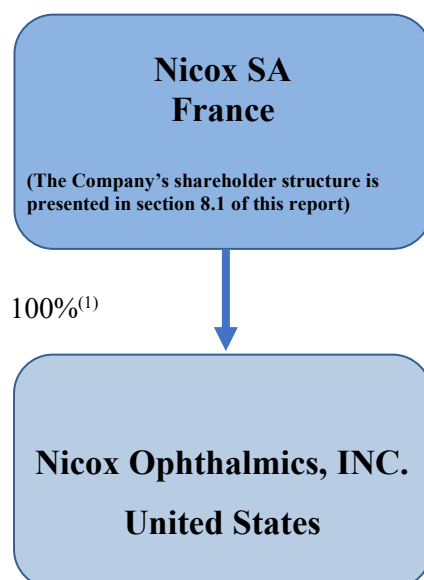 Nicox SA
France
(The Company’s shareholder structure is
presented in section 8.1 of this report)
100%(1)
Nicox Ophthalmics, INC.
United States